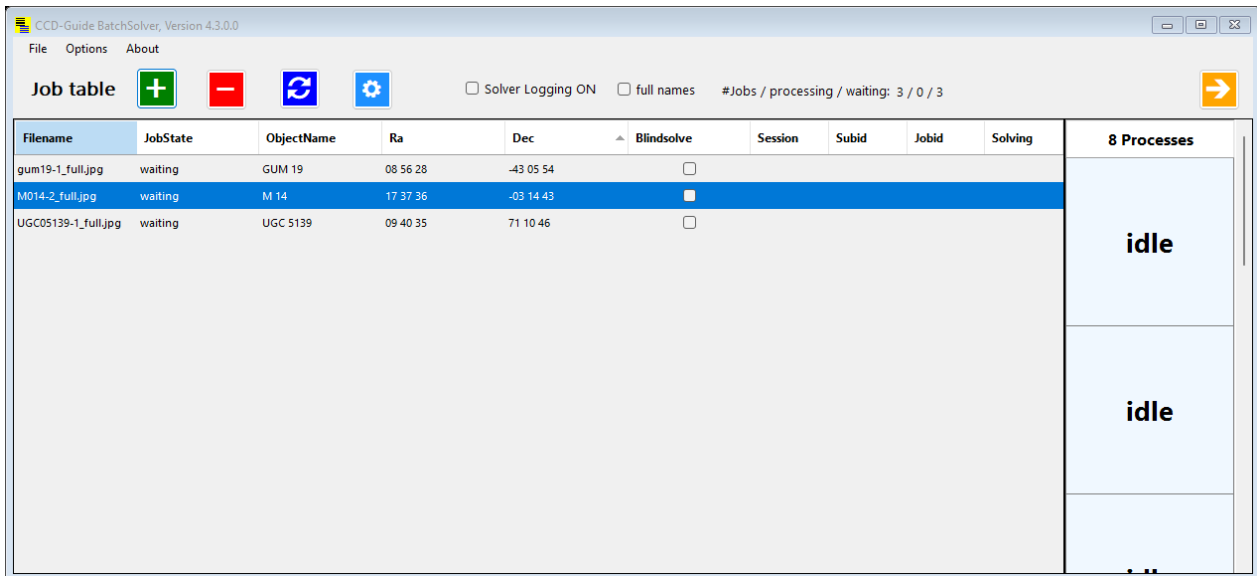 CCD-Guide BatchSolver, Version 4.3.0.0
File Options About
Job table Solver Logging ON full names #Jobs / processing / waiting: 3 / 0 / 3
Filename JobState ObjectName Ra Dec Blindsolve Session Subid Jobid Solving 8 Processes
gum19-1_full.jpg waiting GUM 19 08 56 28 -43 05 54
M014-2_full.jpg waiting M 14 17 37 36 -03 14 43
UGC05139-1_full.jpg waiting UGC 5139 09 40 35 71 10 46
idle
idle